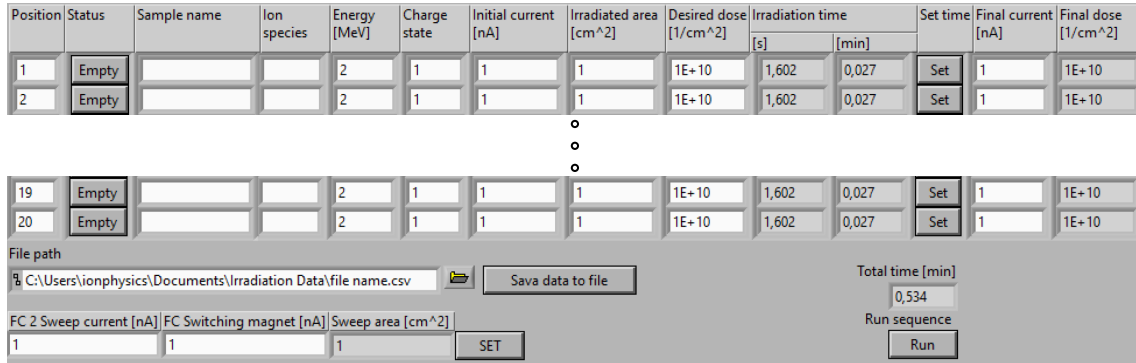 Position Status Sample name Ion species Energy [MeV] Charge state Initial current [nA] Irradiated area [cm^2] Desired dose [1/cm^2] Irradiation time [s] [min] Set time Final current [nA] Final dose [1/cm^2]
1 Empty 2 1 1 1 1E+10 1,602 0,027 Set 1 1E+10
2 Empty 2 1 1 1 1E+10 1,602 0,027 Set 1 1E+10
19 Empty 2 1 1 1 1E+10 1,602 0,027 Set 1 1E+10
20 Empty 2 1 1 1 1E+10 1,602 0,027 Set 1 1E+10
File path
C:\Users\ionphysics\Documents\Irradiation Data\file name.csv Sava data to file
Total time [min]
0,534
FC 2 Sweep current [nA] FC Switching magnet [nA] Sweep area [cm^2] Run sequence
1 1 1 SET Run